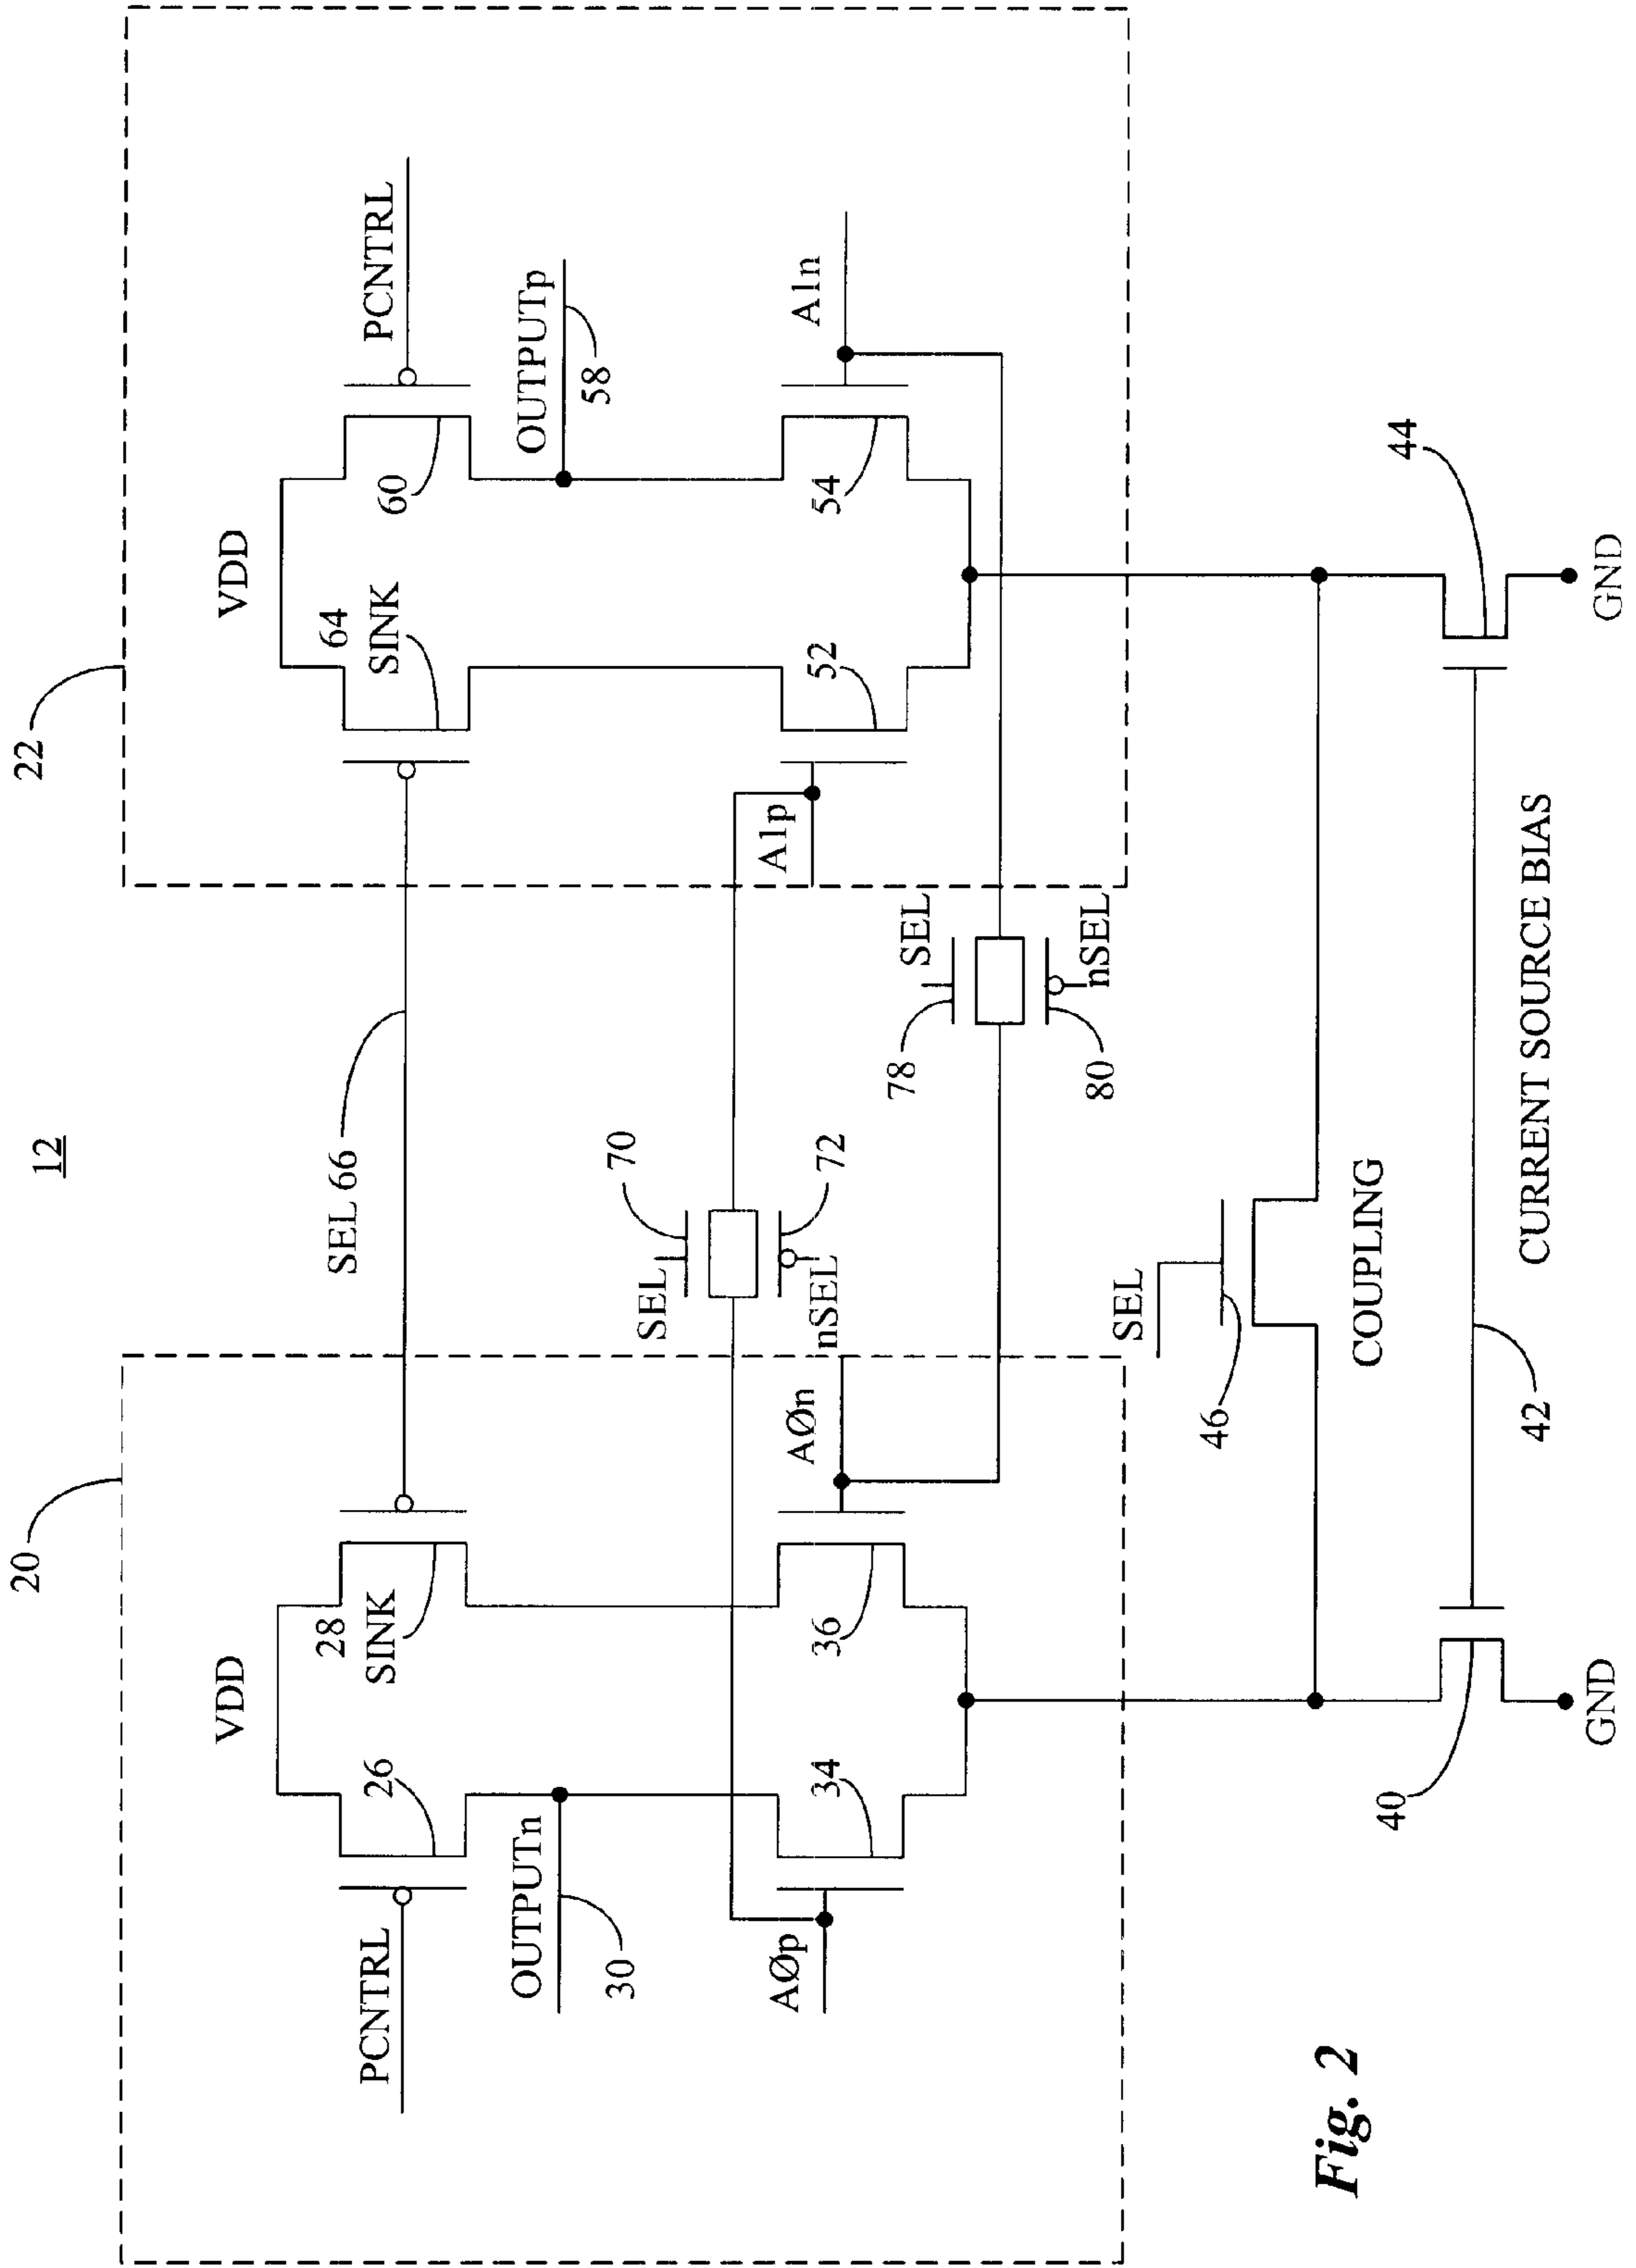 12
20
22
VDD
VDD
28
SINK
64
SINK
PCNTRL
26
SEL 66
60
PCNTRL
OUTPUTn
30
OUTPUTp
58
SEL
70
nSEL
72
AØp
34
36
AØn
A1p
52
54
A1n
SEL
78
nSEL
80
SEL
46
COUPLING
40
44
42
CURRENT SOURCE BIAS
GND
GND
Fig. 2